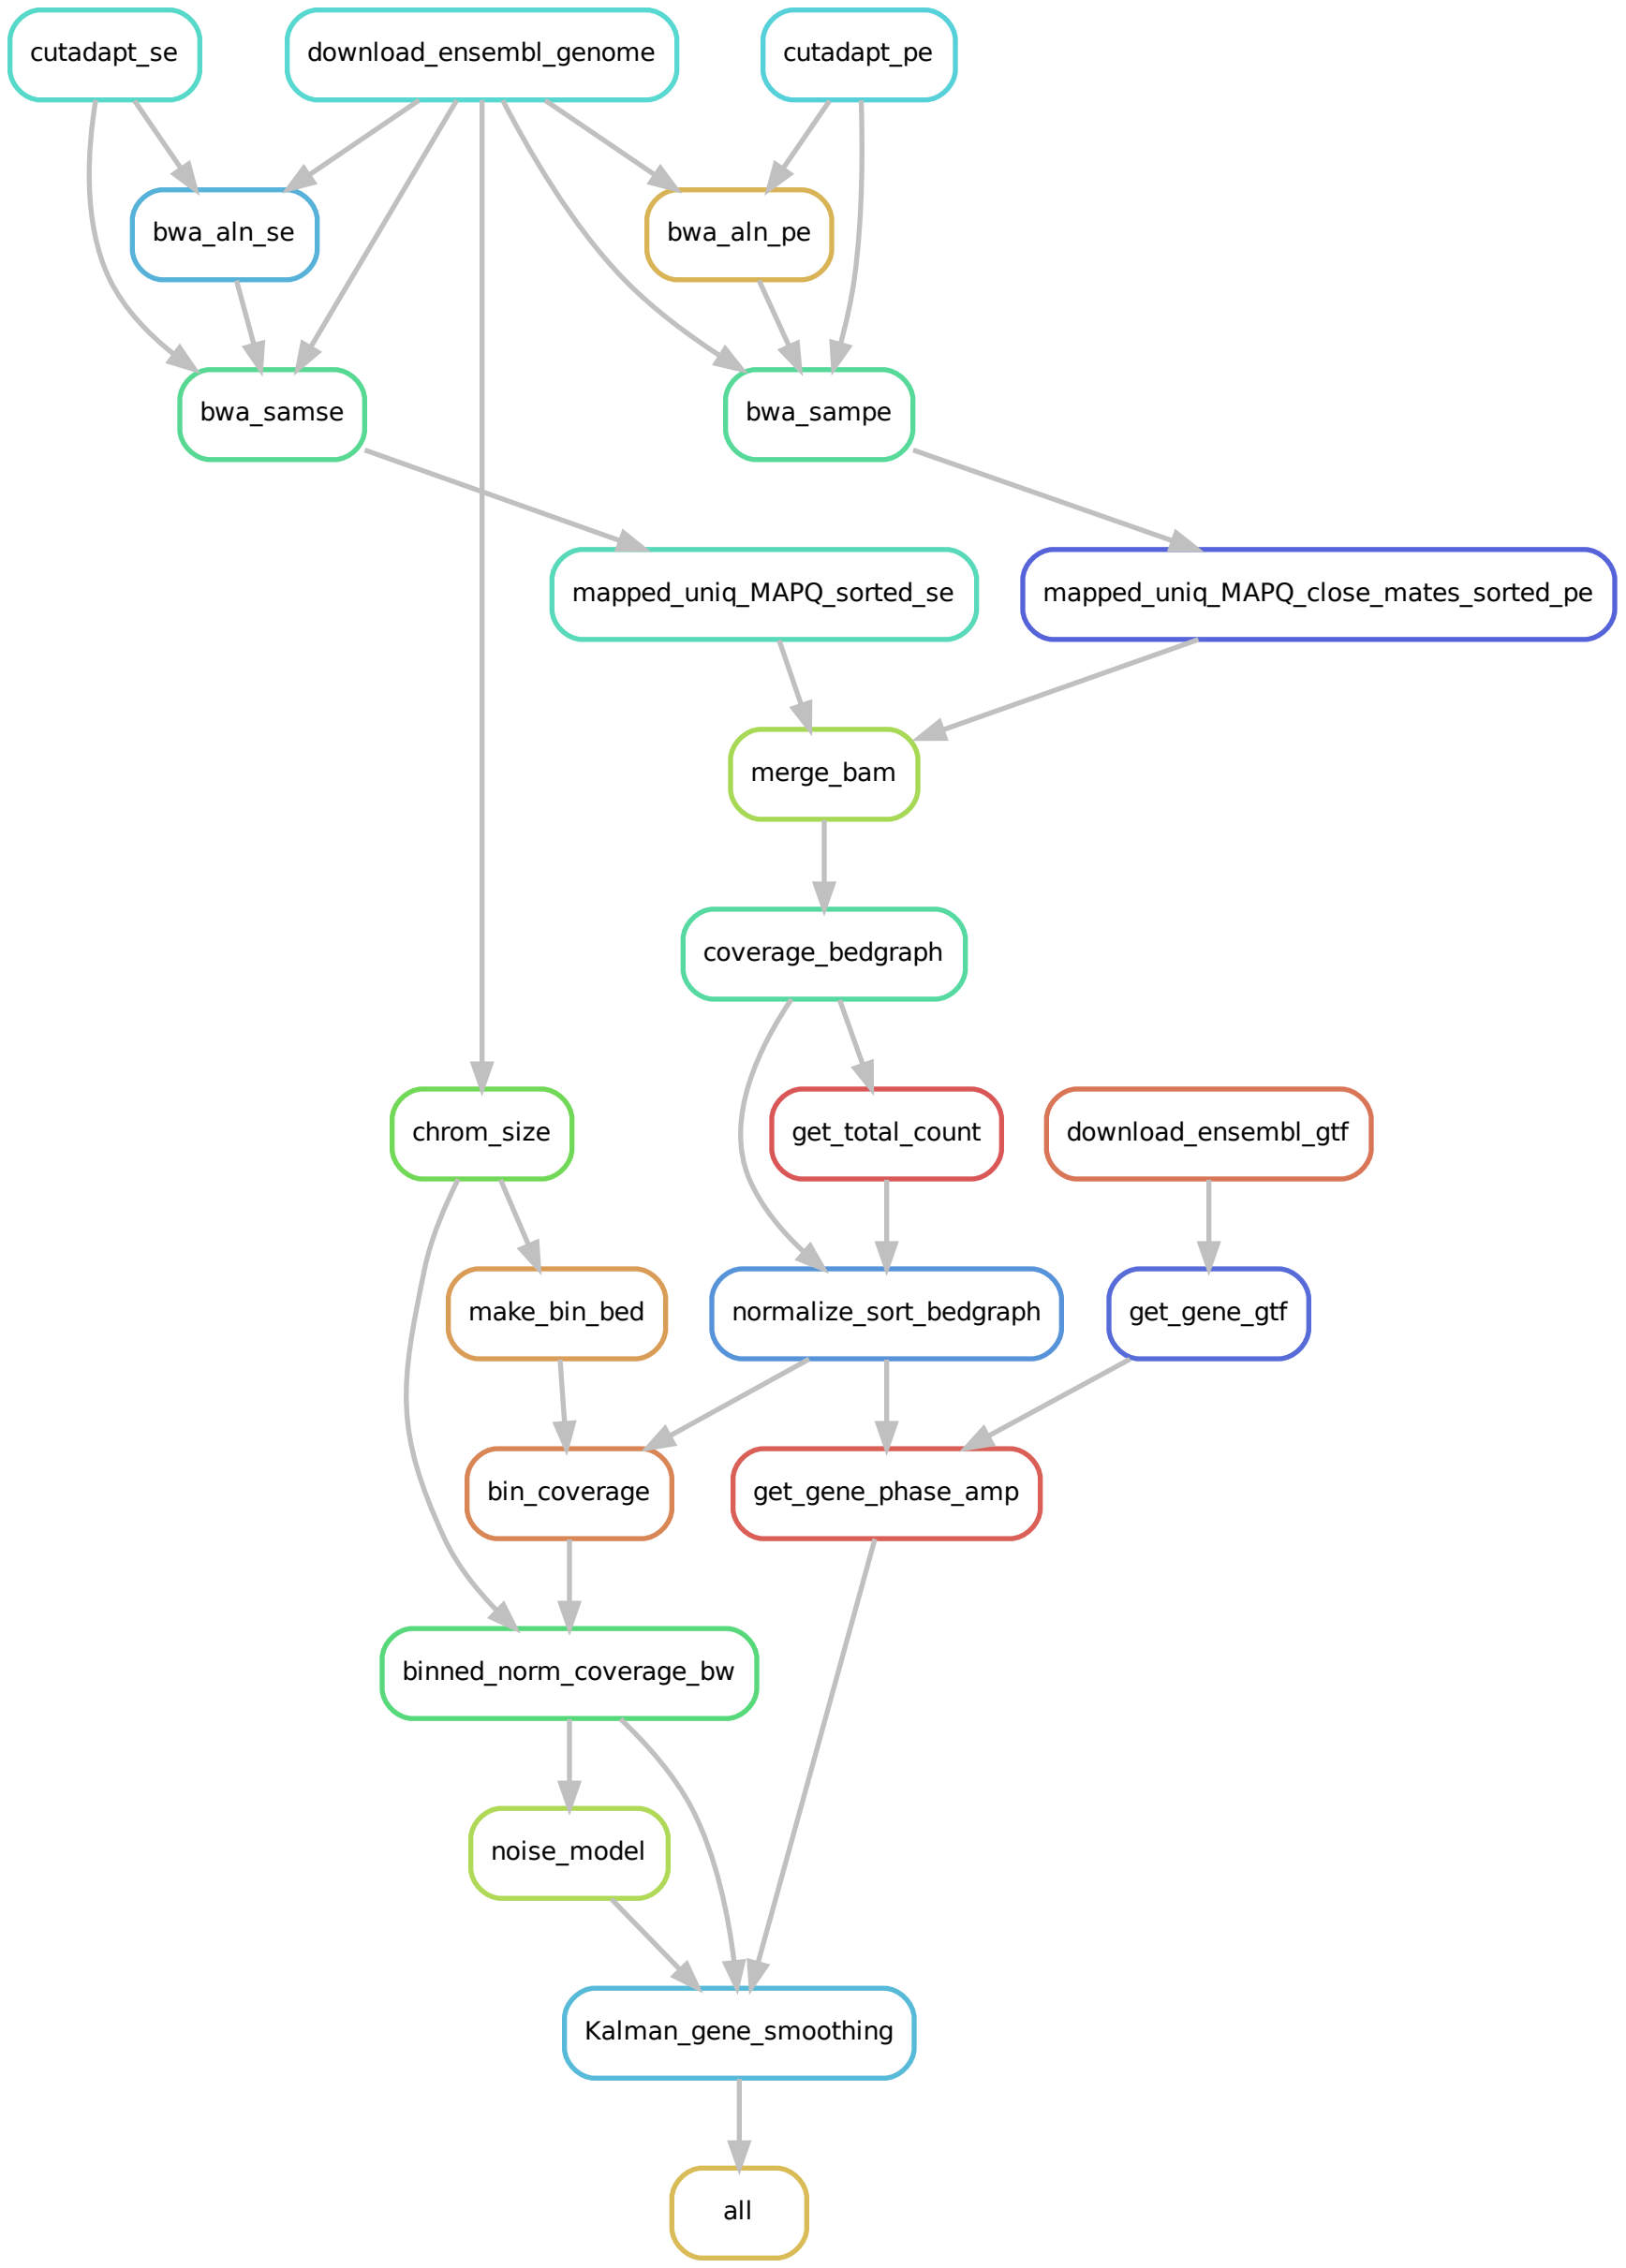 cutadapt_se
download_ensembl_genome
cutadapt_pe
bwa_aln_se
bwa_aln_pe
bwa_samse
bwa_sampe
mapped_uniq_MAPQ_sorted_se
mapped_uniq_MAPQ_close_mates_sorted_pe
merge_bam
coverage_bedgraph
chrom_size
get_total_count
download_ensembl_gtf
make_bin_bed
normalize_sort_bedgraph
get_gene_gtf
bin_coverage
get_gene_phase_amp
binned_norm_coverage_bw
noise_model
Kalman_gene_smoothing
all